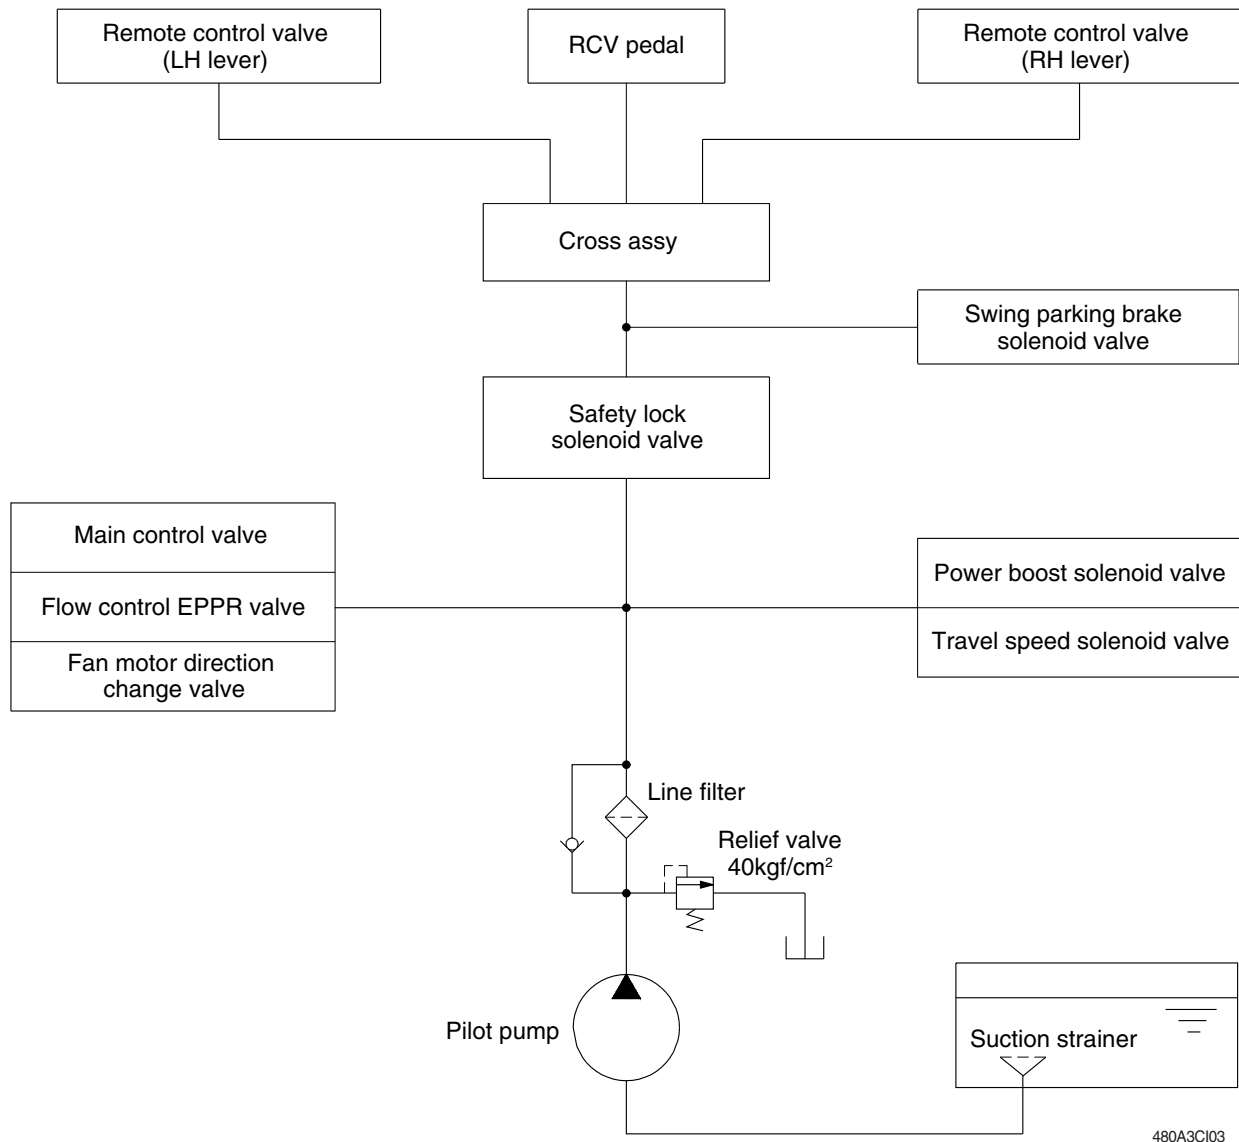 Remote control valve
(LH lever)
RCV pedal
Remote control valve
(RH lever)
Cross assy
Swing parking brake
solenoid valve
Safety lock
solenoid valve
Main control valve
Flow control EPPR valve
Fan motor direction
change valve
Power boost solenoid valve
Travel speed solenoid valve
Line filter
Relief valve
40kgf/cm²
Pilot pump
Suction strainer
480A3CI03